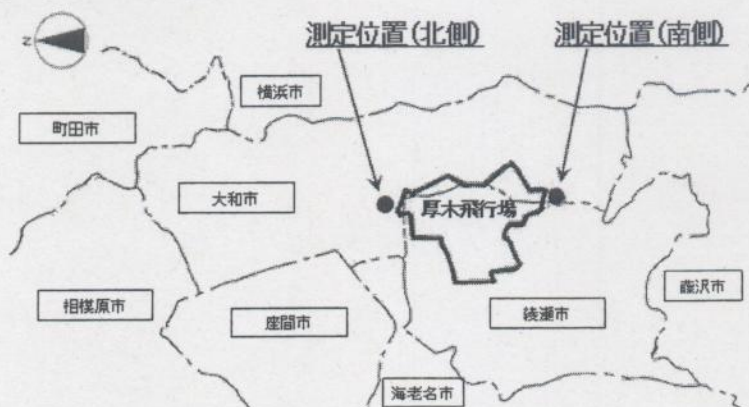 測定位置(北側)
測定位置(南側)
Z
横浜市
町田市
大和市
厚木飛行場
相模原市
座間市
綾瀬市
藤沢市
海老名市